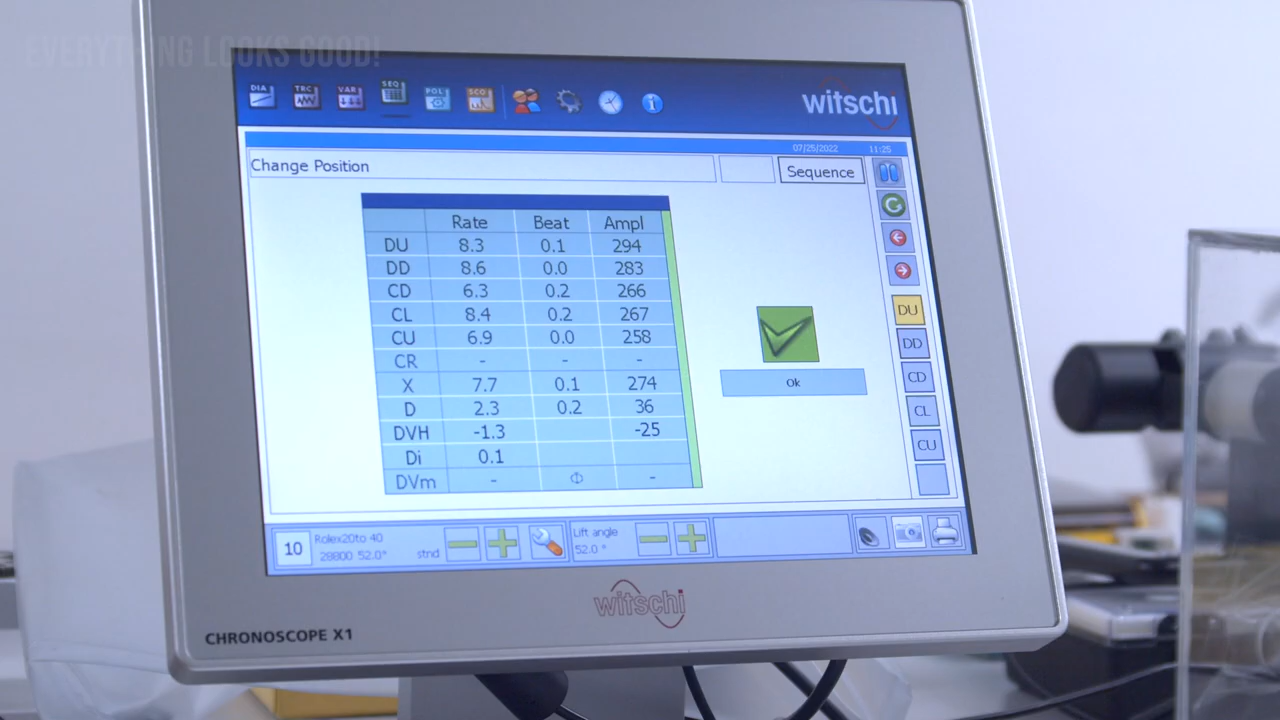 EVERYTHING LOOKS GOOD!
DIA TRC VAR SEQ POL SCO
witschi
07/25/2022 11:25
Change Position
Sequence
Rate Beat Ampl
DU 8.3 0.1 294
DD 8.6 0.0 283
CD 6.3 0.2 266
CL 8.4 0.2 267
CU 6.9 0.0 258
CR - - -
X 7.7 0.1 274
D 2.3 0.2 36
DVH -1.3 -25
Di 0.1
DVm - Φ -
Ok
DU
DD
CD
CL
CU
10
Rolex20to 40
28800 52.0° stnd
Lift angle
52.0 °
witschi
CHRONOSCOPE X1